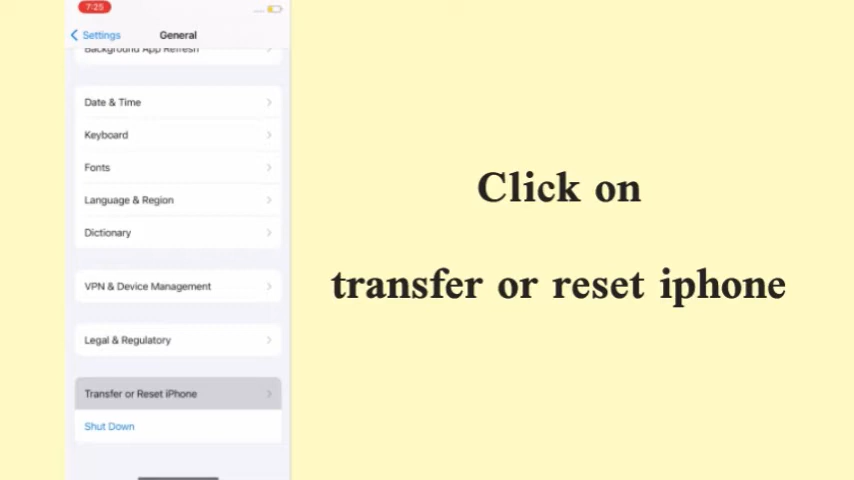 7:25
Settings
General
Background App Refresh
Date & Time
Keyboard
Fonts
Language & Region
Dictionary
VPN & Device Management
Legal & Regulatory
Transfer or Reset iPhone
Shut Down
Click on
transfer or reset iphone